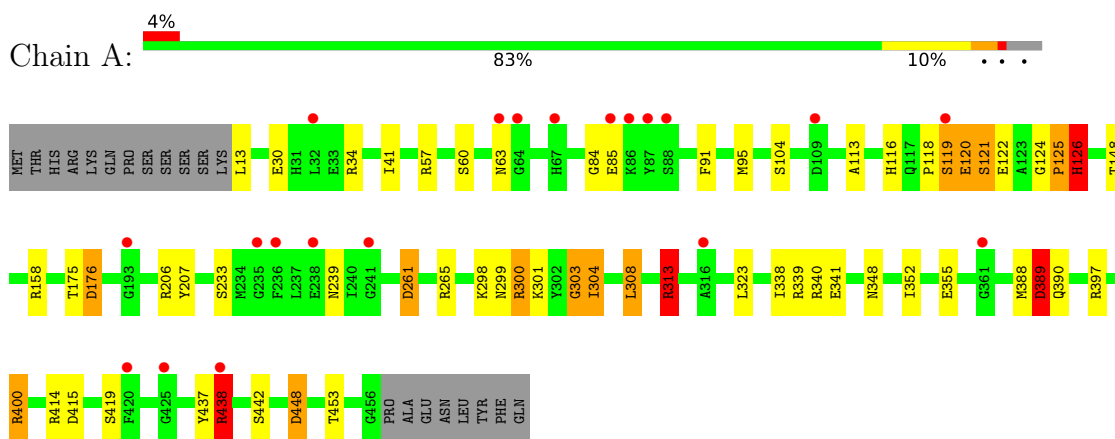 4%
Chain A:
83% 10% • • •
MET THR HIS ARG LYS GLN PRO SER SER SER SER LYS L13 E30 H31 L32 E33 R34 I41 R57 S60 N63 G64 H67 G84 E85 K86 Y87 S88 F91 M95 S104 D109 A113 H116 Q117 P118 S119 E120 S121 E122 A123 G124 P125 H126 T148
R158 T175 D176 G193 R206 Y207 S233 M234 G235 F236 L237 E238 N239 I240 G241 D261 R265 K298 N299 R300 K301 Y302 G303 I304 L308 R313 A316 L323 I338 R339 R340 E341 N348 I352 E355 G361 M388 D389 Q390 R397
R400 R414 D415 S419 F420 G425 Y437 R438 S442 D448 T453 G456 PRO ALA GLU ASN LEU TYR PHE GLN